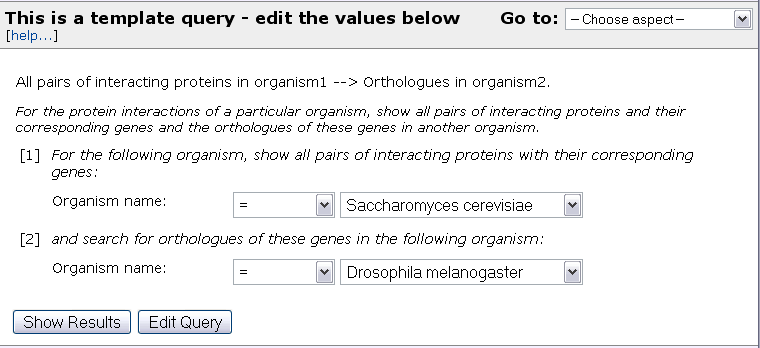 This is a template query - edit the values below Go to: – Choose aspect –
[help...]
All pairs of interacting proteins in organism1 --> Orthologues in organism2.
For the protein interactions of a particular organism, show all pairs of interacting proteins and their
corresponding genes and the orthologues of these genes in another organism.
[1] For the following organism, show all pairs of interacting proteins with their corresponding
genes:
Organism name: = Saccharomyces cerevisiae
[2] and search for orthologues of these genes in the following organism:
Organism name: = Drosophila melanogaster
Show Results Edit Query